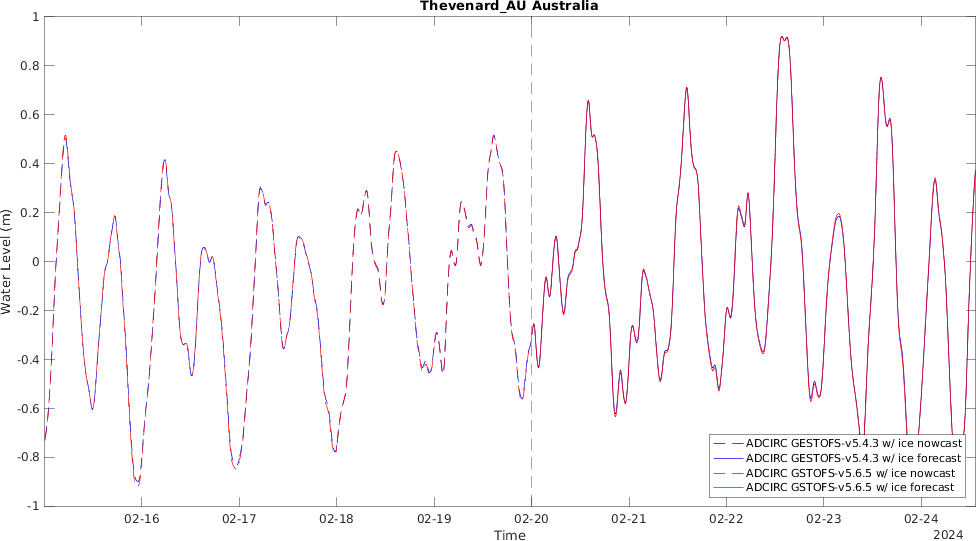 Thevenard_AU Australia
Water Level (m)
1
0.8
0.6
0.4
0.2
0
-0.2
-0.4
-0.6
-0.8
-1
ADCIRC GESTOFS-v5.4.3 w/ ice nowcast
ADCIRC GESTOFS-v5.4.3 w/ ice forecast
ADCIRC GSTOFS-v5.6.5 w/ ice nowcast
ADCIRC GSTOFS-v5.6.5 w/ ice forecast
02-16 02-17 02-18 02-19 02-20 02-21 02-22 02-23 02-24
Time
2024